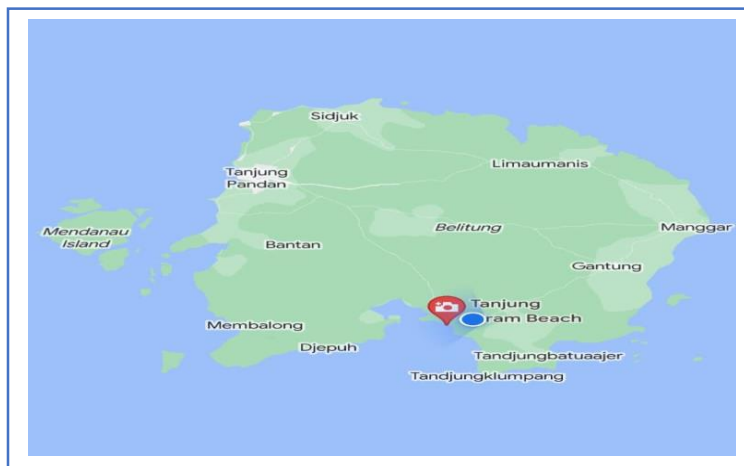 Sidjuk
Limaumanis
Tanjung
Pandan
Mendanau
Island
Belitung
Manggar
Bantan
Gantung
Tanjung
ram Beach
Membalong
Djepuh
Tandjungbatuaajer
Tandjungklumpang